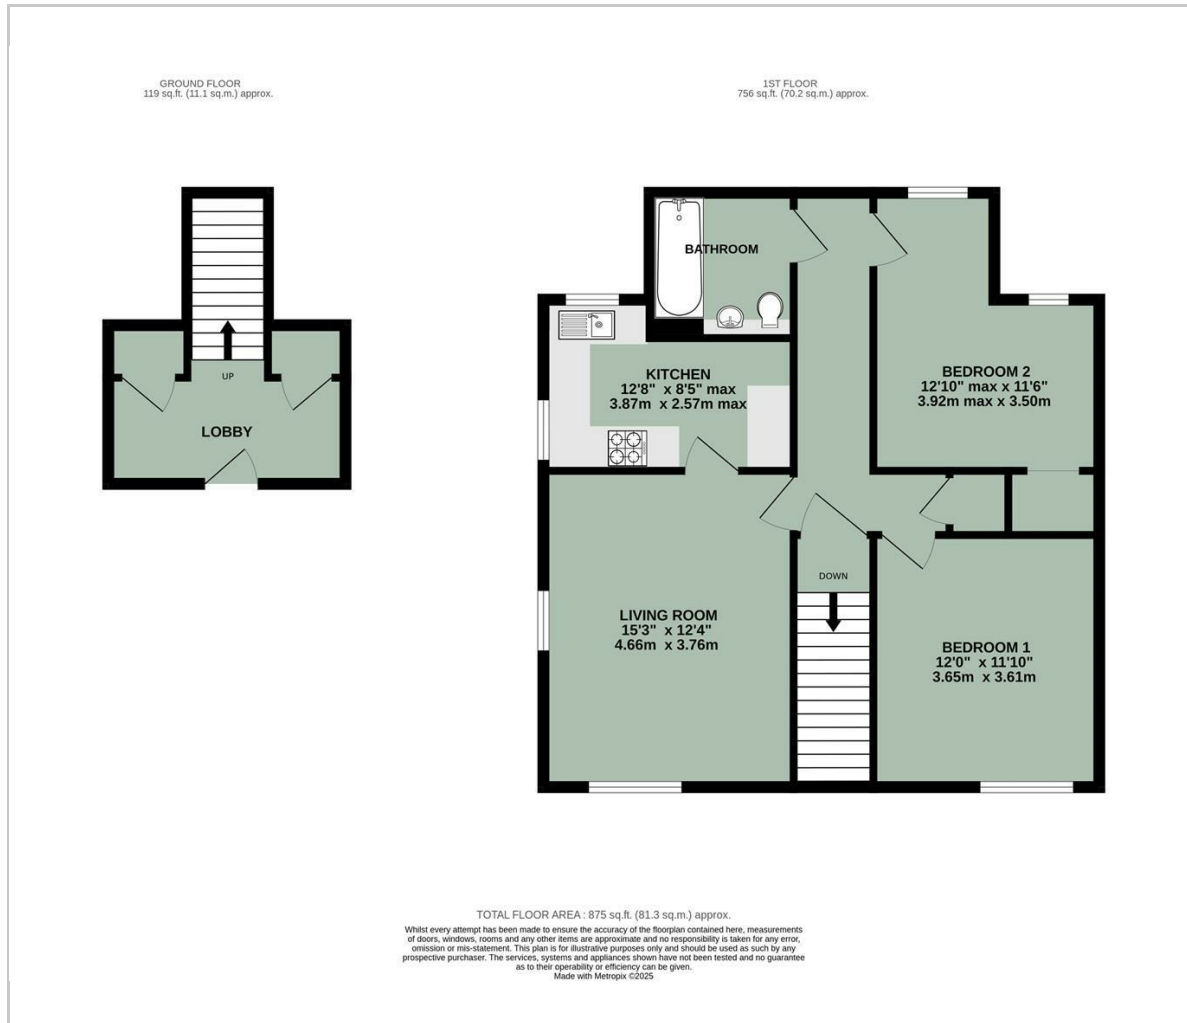 GROUND FLOOR
119 sq.ft. (11.1 sq.m.) approx.
1ST FLOOR
756 sq.ft. (70.2 sq.m.) approx.
BATHROOM
KITCHEN
12'8" x 8'5" max
3.87m x 2.57m max
BEDROOM 2
12'10" max x 11'6"
3.92m max x 3.50m
UP
LOBBY
DOWN
LIVING ROOM
15'3" x 12'4"
4.66m x 3.76m
BEDROOM 1
12'0" x 11'10"
3.65m x 3.61m
TOTAL FLOOR AREA : 875 sq.ft. (81.3 sq.m.) approx.
Whilst every attempt has been made to ensure the accuracy of the floorplan contained here, measurements
of doors, windows, rooms and any other items are approximate and no responsibility is taken for any error,
omission or mis-statement. This plan is for illustrative purposes only and should be used as such by any
prospective purchaser. The services, systems and appliances shown have not been tested and no guarantee
as to their operability or efficiency can be given.
Made with Metropix ©2025